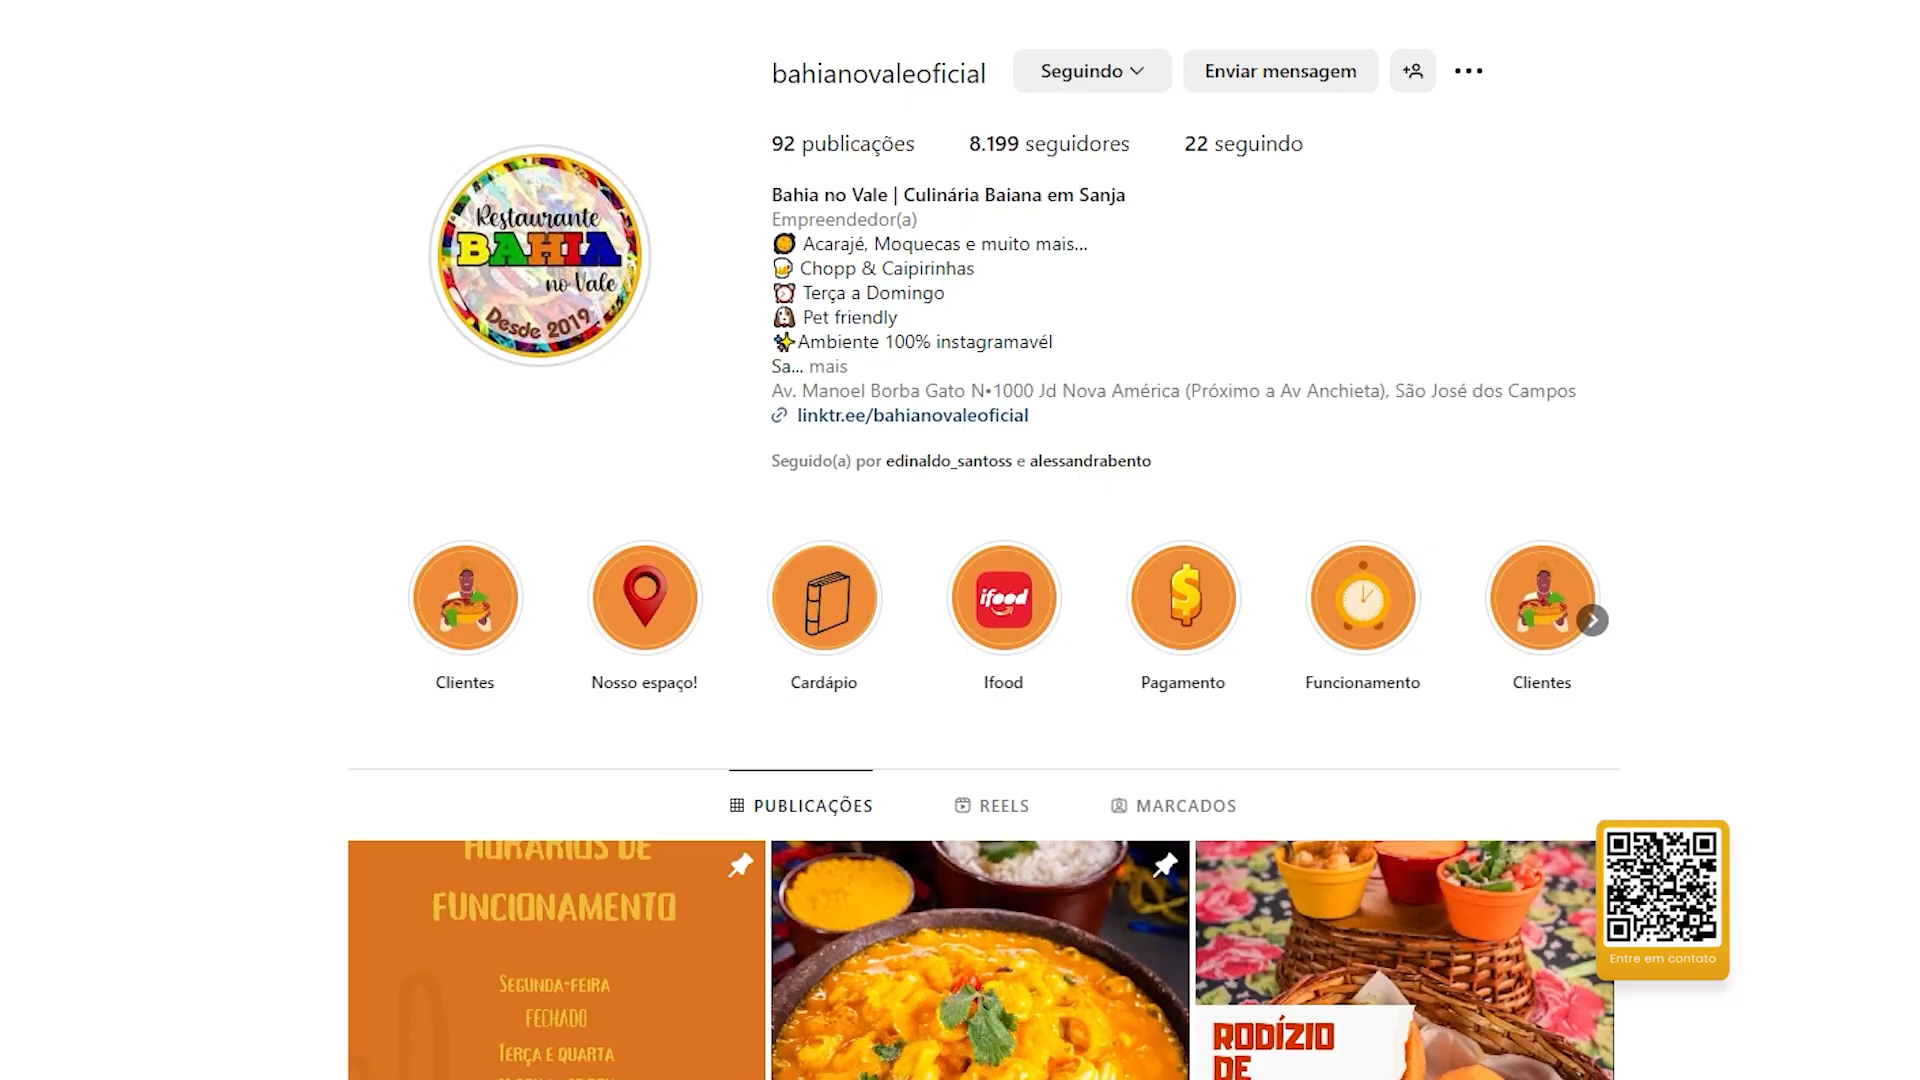 bahianovaleoficial
Seguindo
Enviar mensagem
92 publicações
8.199 seguidores
22 seguindo
Restaurante
BAHIA
no Vale
Desde 2019
Bahia no Vale | Culinária Baiana em Sanja
Empreendedor(a)
Acarajé, Moquecas e muito mais...
Chopp & Caipirinhas
Terça a Domingo
Pet friendly
Ambiente 100% instagramavél
Sa... mais
Av. Manoel Borba Gato N•1000 Jd Nova América (Próximo a Av Anchieta), São José dos Campos
linktr.ee/bahianovaleoficial
Seguido(a) por edinaldo_santoss e alessandrabento
ifood
Clientes
Nosso espaço!
Cardápio
Ifood
Pagamento
Funcionamento
Clientes
PUBLICAÇÕES
REELS
MARCADOS
HORÁRIOS DE
FUNCIONAMENTO
SEGUNDA-FEIRA
FECHADO
TERÇA E QUARTA
RODÍZIO
DE
Entre em contato